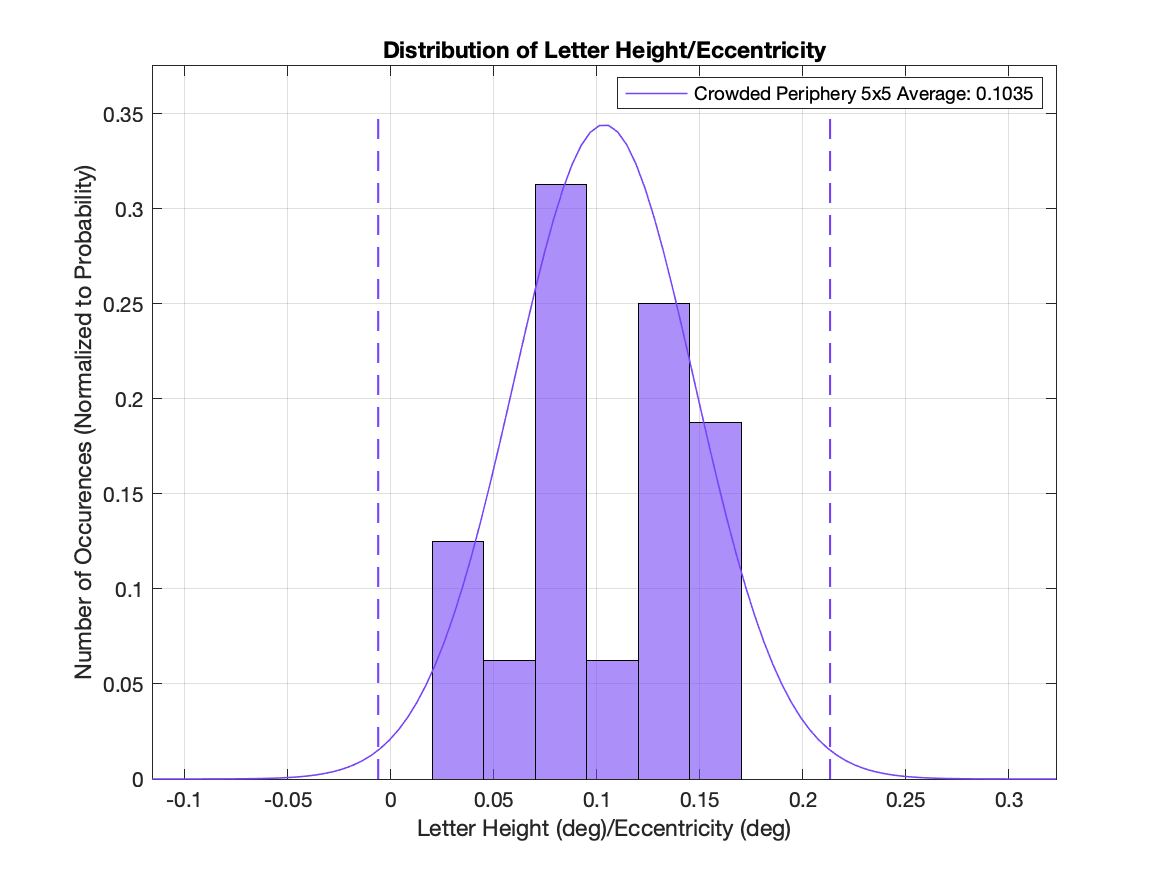 Distribution of Letter Height/Eccentricity
Crowded Periphery 5x5 Average: 0.1035
Number of Occurences (Normalized to Probability)
0.35
0.3
0.25
0.2
0.15
0.1
0.05
0
-0.1 -0.05 0 0.05 0.1 0.15 0.2 0.25 0.3
Letter Height (deg)/Eccentricity (deg)